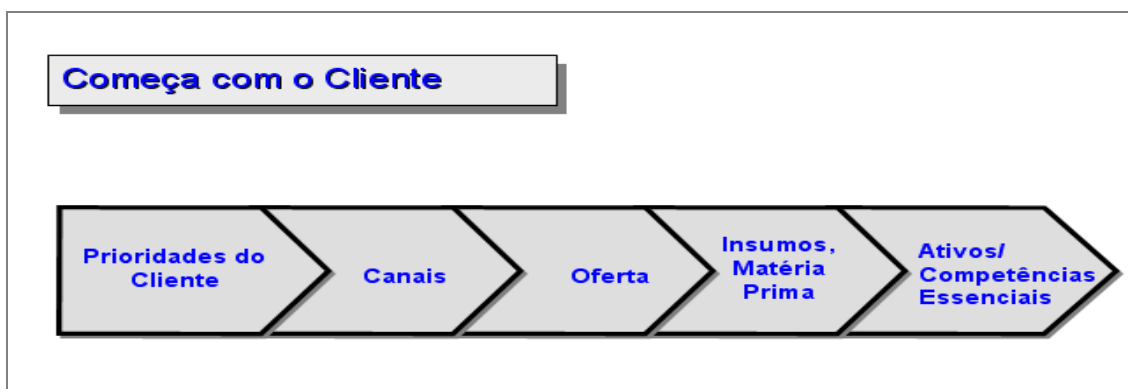 Começa com o Cliente
Prioridades do
Cliente
Canais
Oferta
Insumos,
Matéria
Prima
Ativos/
Competências
Essenciais